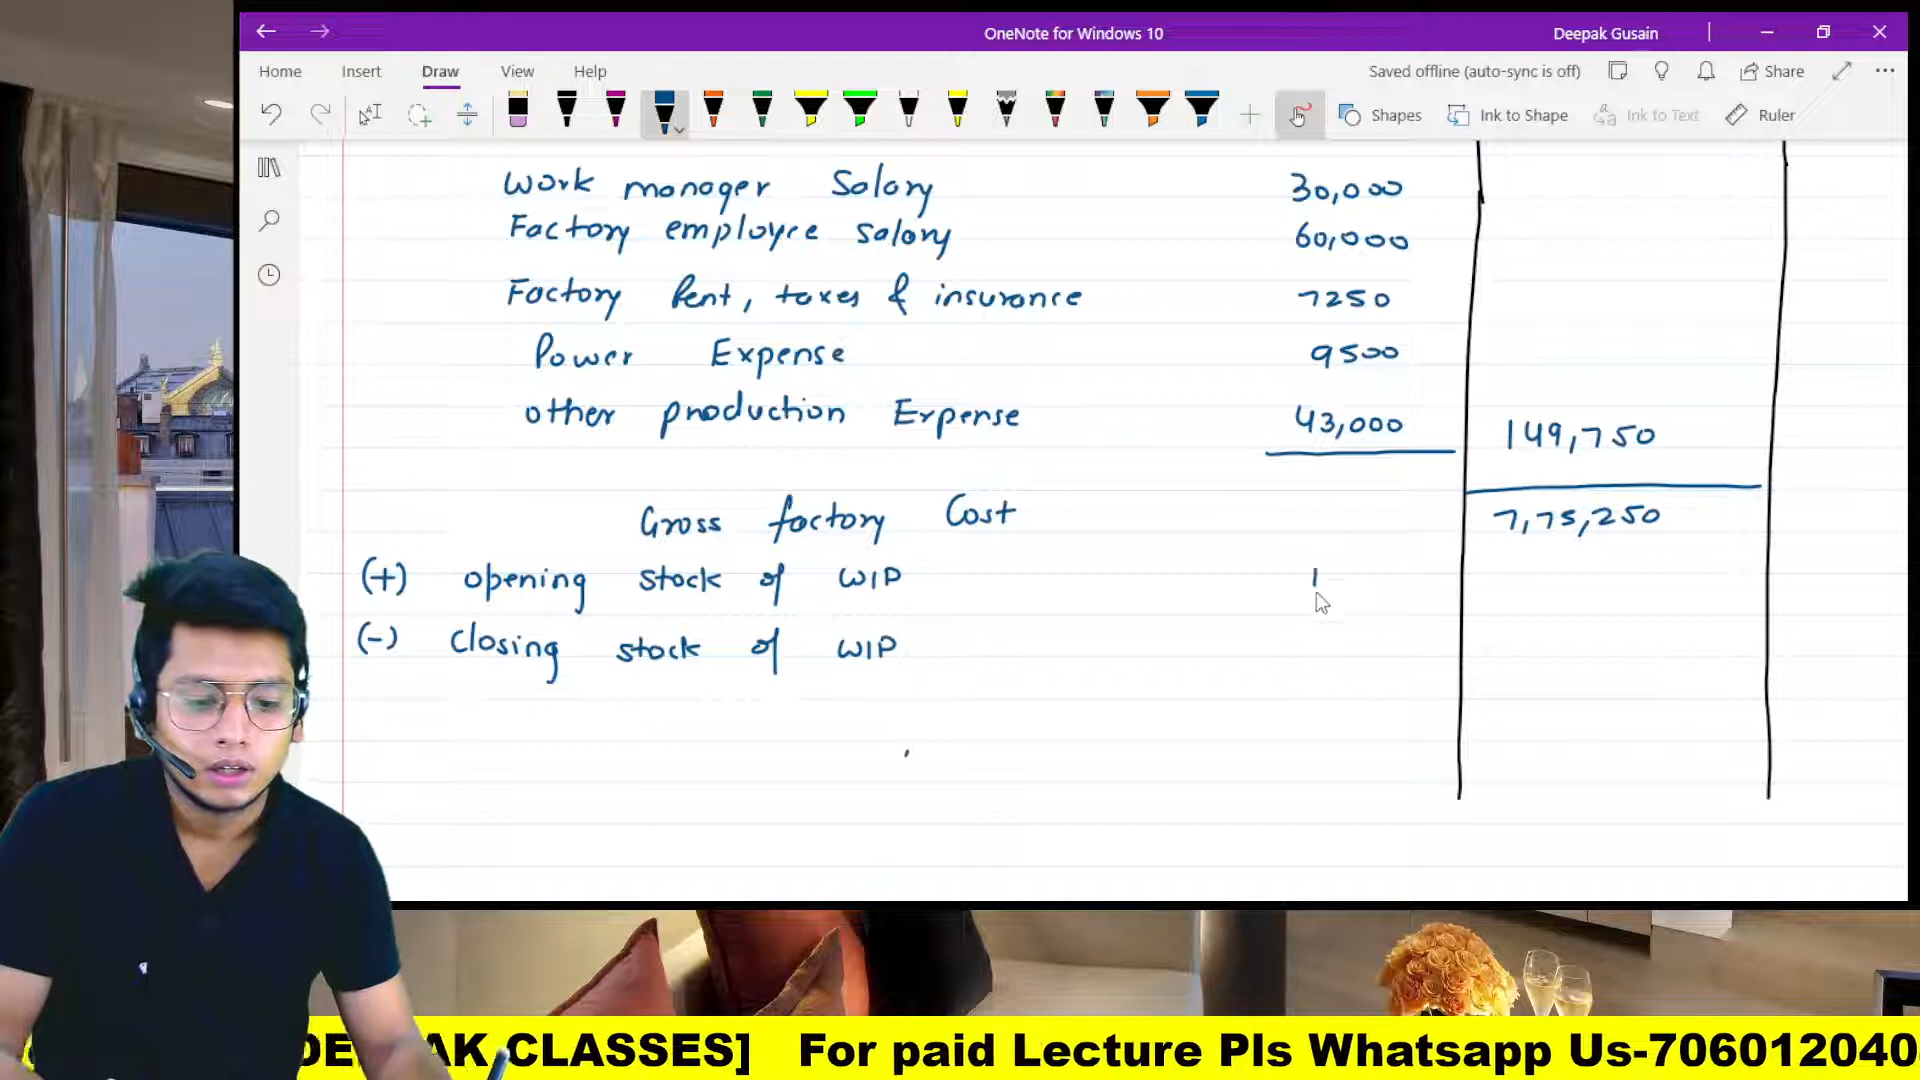 OneNote for Windows 10
Deepak Gusain
Home Insert Draw View Help
Saved offline (auto-sync is off) Share
Shapes Ink to Shape Ink to Text Ruler
Work manager Salary 30,000
Factory employee salary 60,000
Factory Rent, taxes & insurance 7250
Power Expense 9500
other production Expense 43,000 149,750
Gross factory Cost 7,75,250
(+) opening stock of WIP 1
(-) closing stock of WIP
CLASSES] For paid Lecture Pls Whatsapp Us-706012040